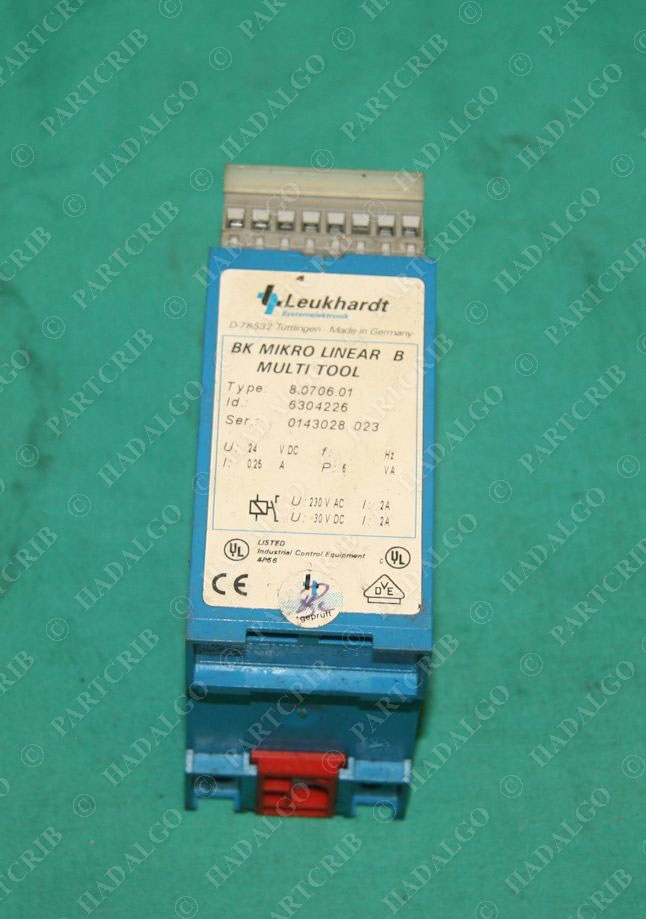 Leukhardt
Systemelektronik
D-78532 Tuttlingen · Made in Germany
BK MIKRO LINEAR B
MULTI TOOL
Type: 8.0706.01
Id.: 6304226
Ser.: 0143028 023
U: 24 V DC f: Hz
I: 0,25 A P: 6 VA
U: 230 V AC I: 2A
U: 30 V DC I: 2A
UL LISTED
Industrial Control Equipment
4P56
c UL
CE
geprüft
DVE
© PARTCRIB
HADALGO